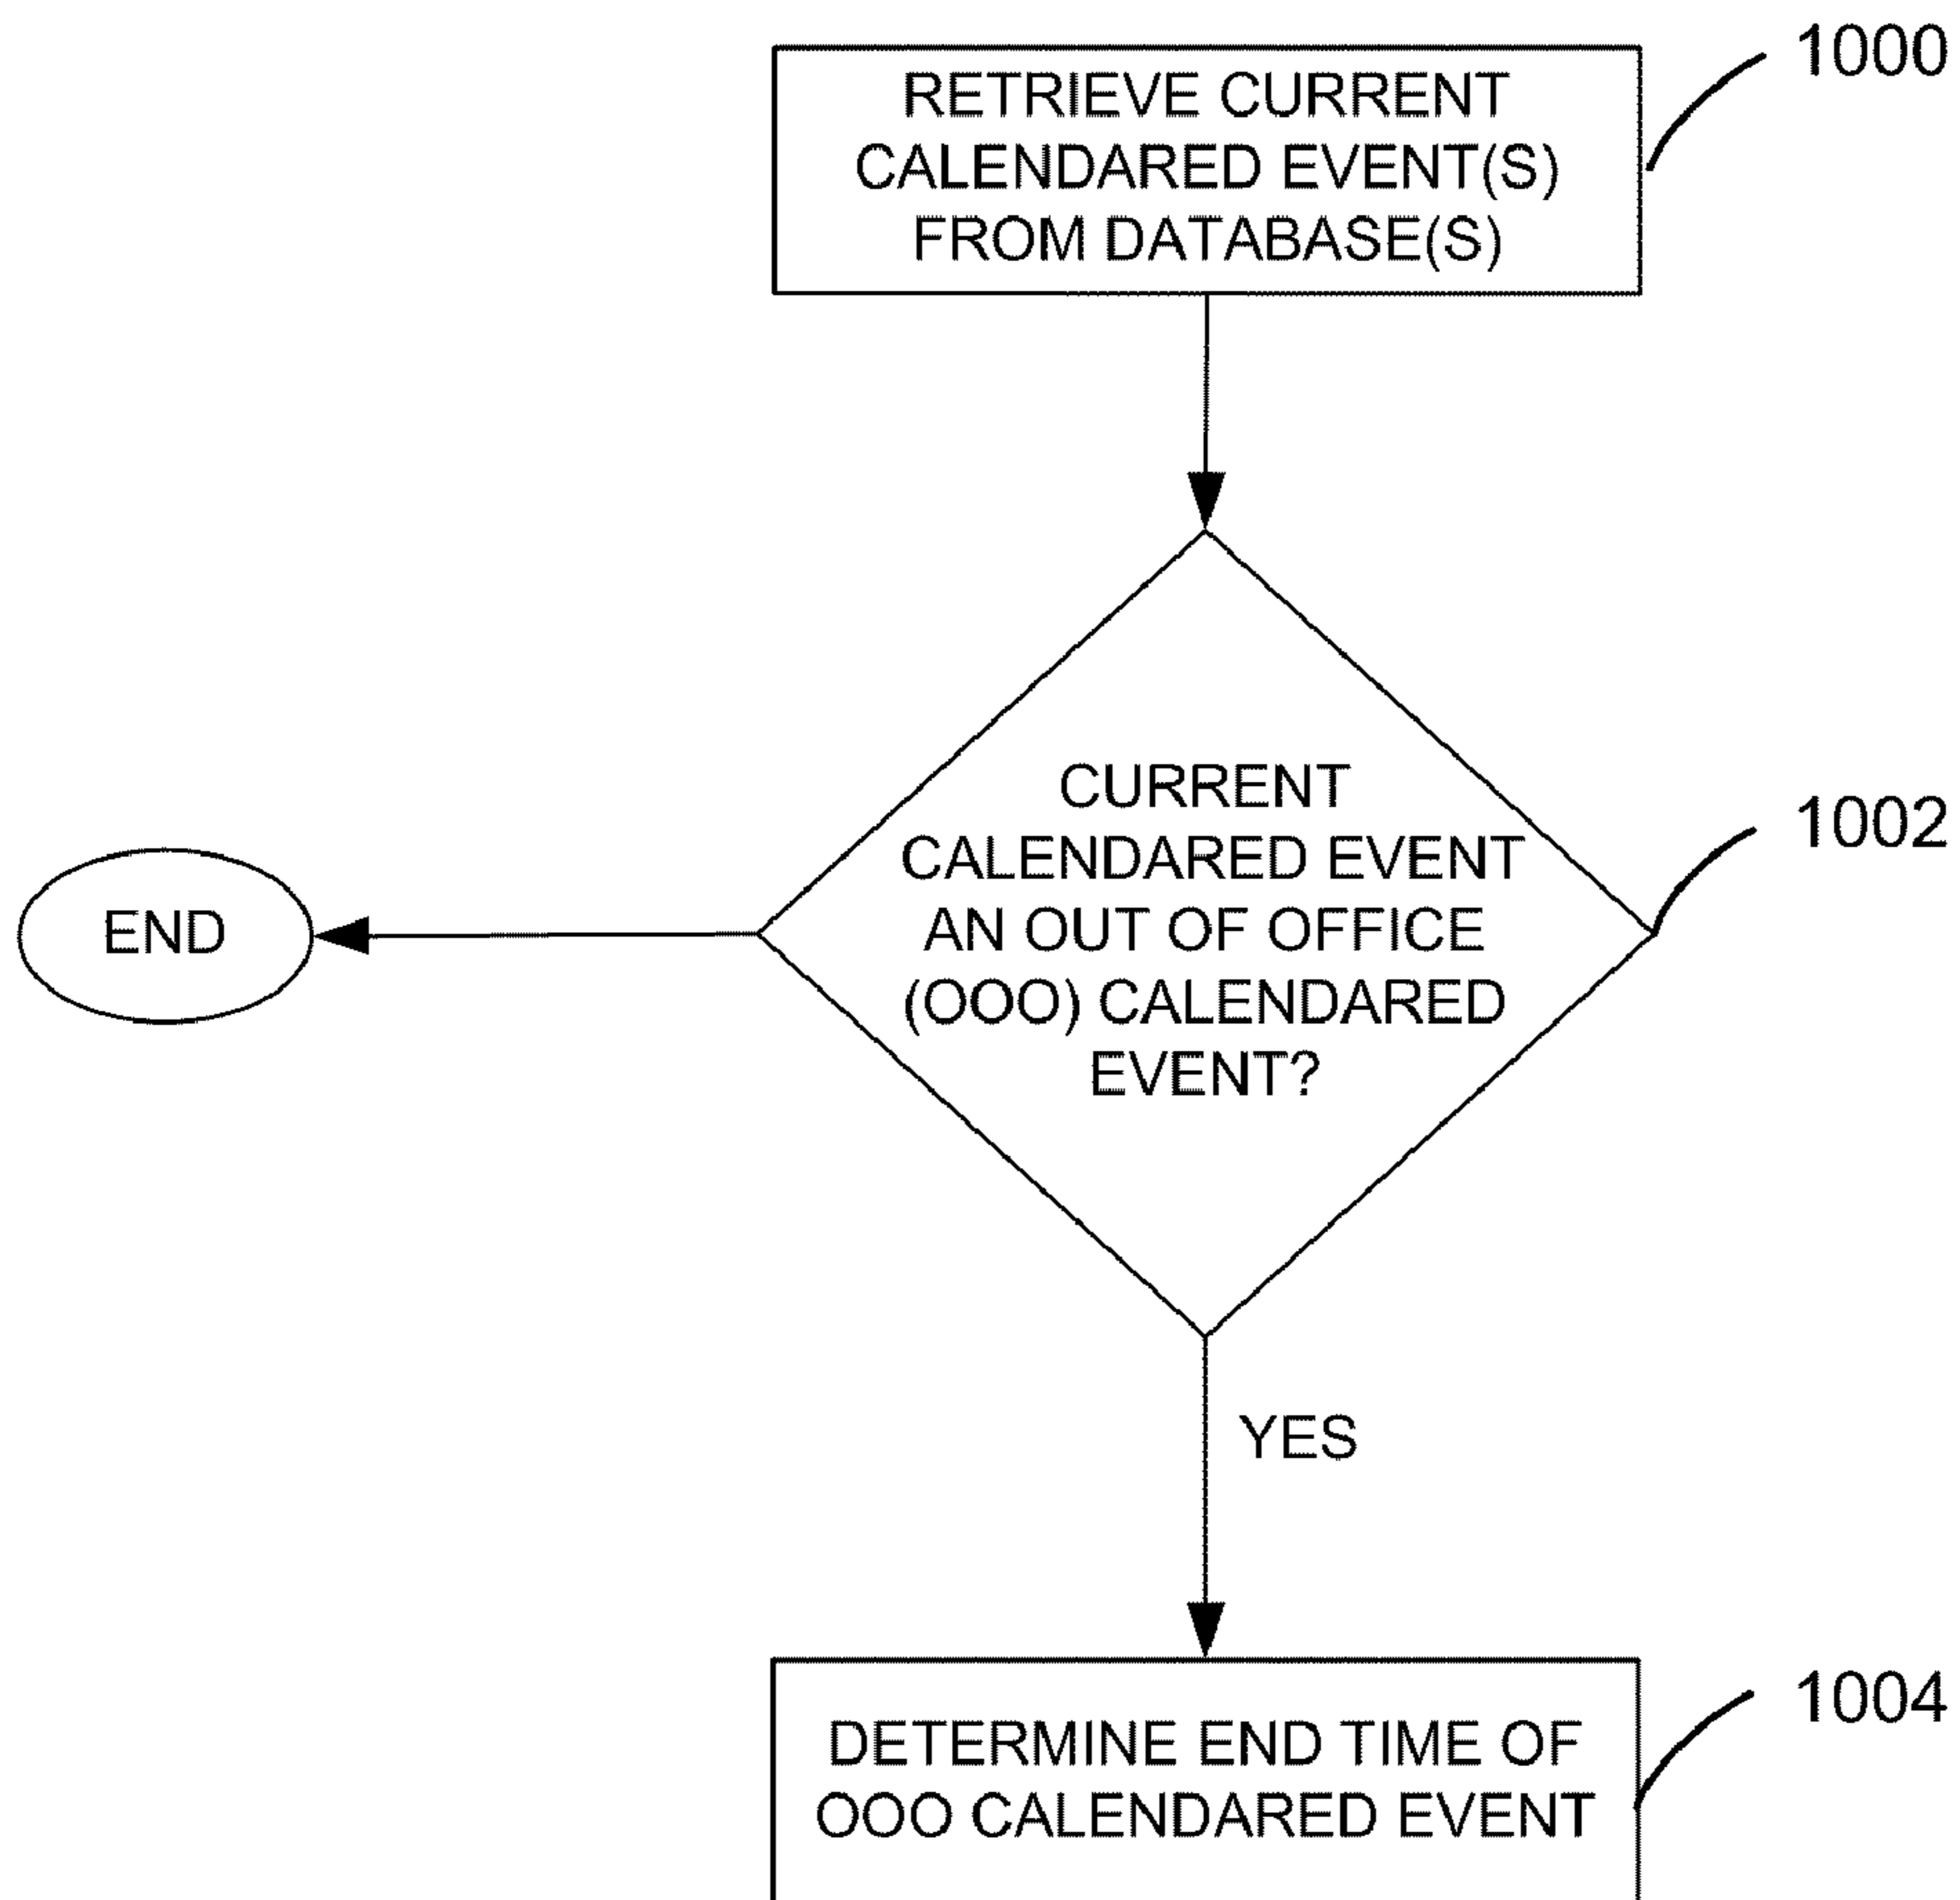 RETRIEVE CURRENT
CALENDARED EVENT(S)
FROM DATABASE(S)
1000
CURRENT
CALENDARED EVENT
AN OUT OF OFFICE
(OOO) CALENDARED
EVENT?
1002
END
YES
DETERMINE END TIME OF
OOO CALENDARED EVENT
1004